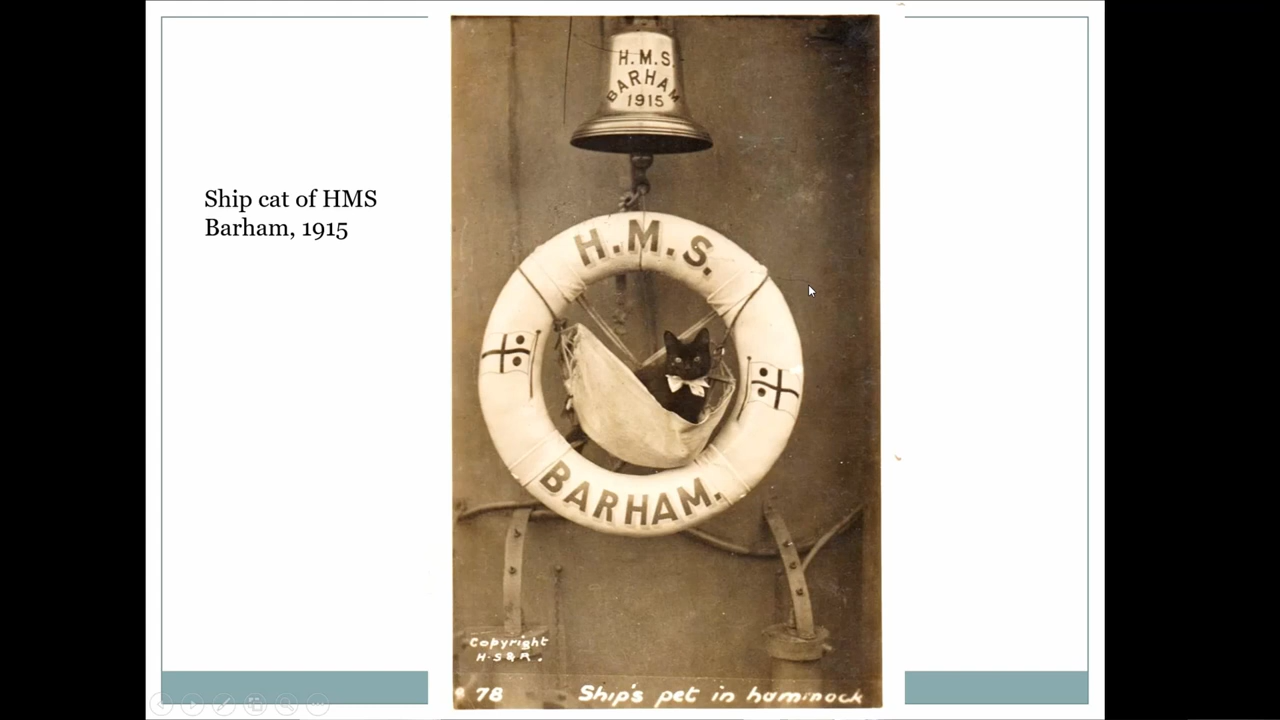 Ship cat of HMS
Barham, 1915
H.M.S.
BARHAM
1915
H.M.S.
BARHAM.
Copyright
H.S & R.
78
Ship's pet in hammock